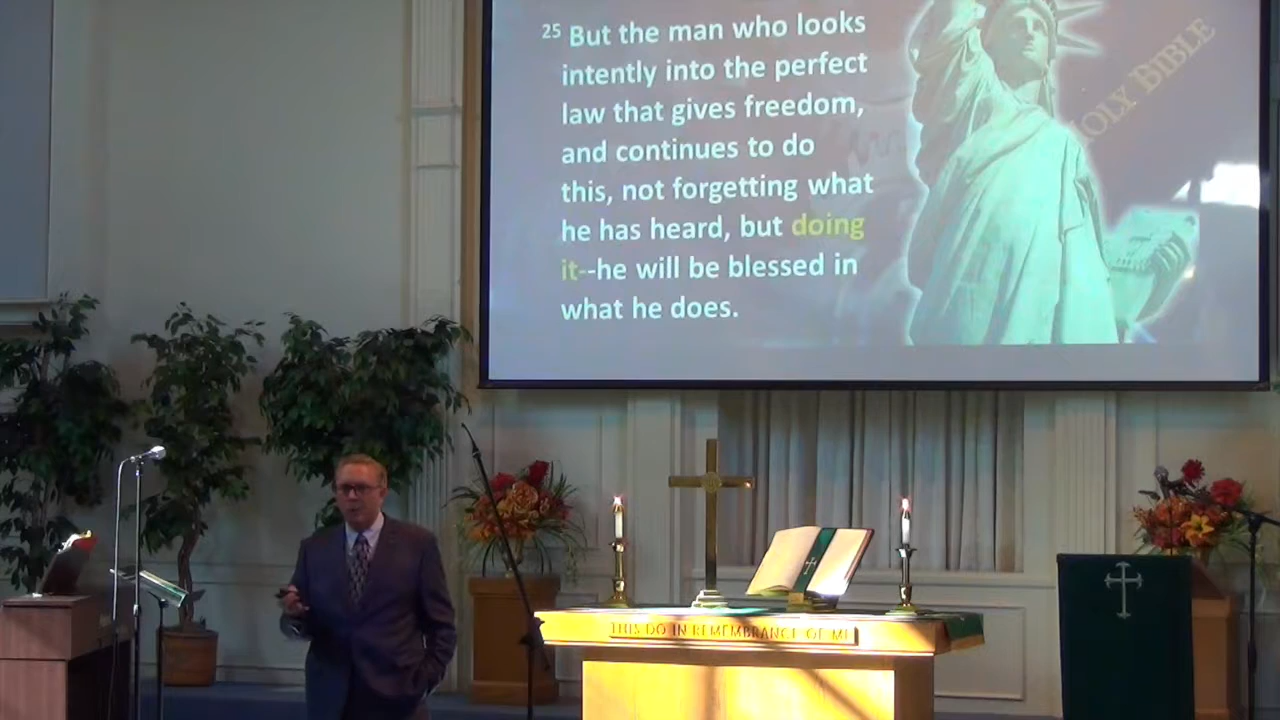 25 But the man who looks
intently into the perfect
law that gives freedom,
and continues to do
this, not forgetting what
he has heard, but doing
it--he will be blessed in
what he does.
HOLY BIBLE
THIS DO IN REMEMBRANCE OF ME